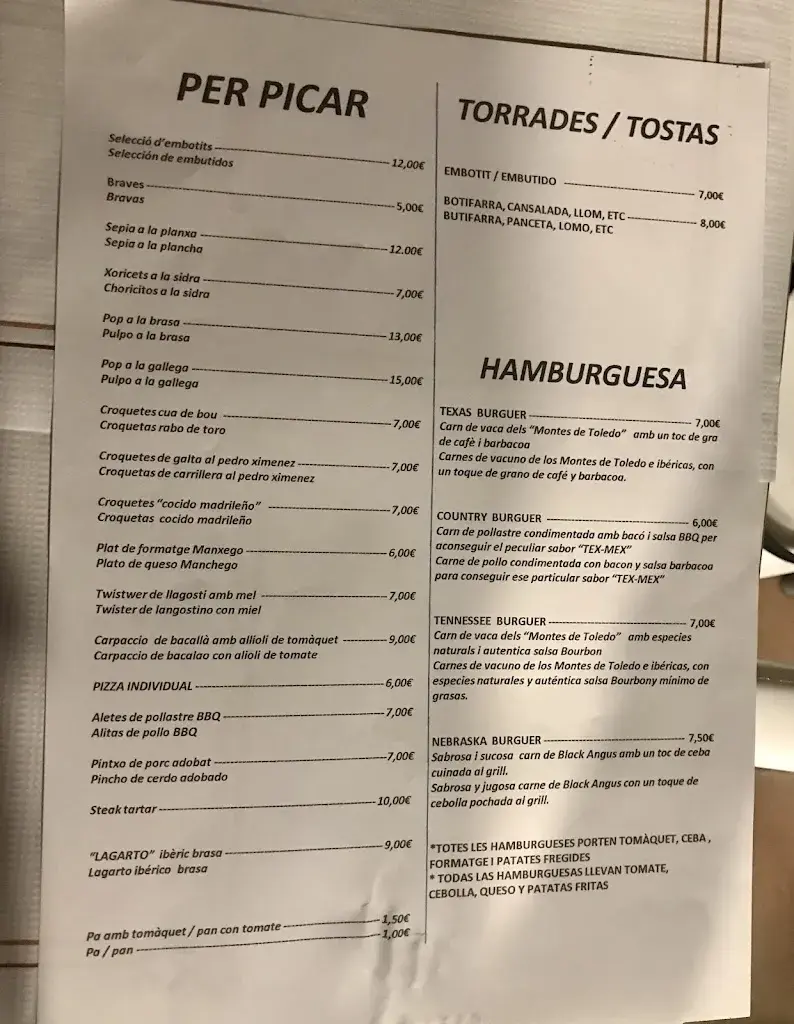 PER PICAR
Selecció d'embotits 12,00€
Selección de embutidos
Braves 5,00€
Bravas
Sepia a la planxa 12.00€
Sepia a la plancha
Xoricets a la sidra 7,00€
Choricitos a la sidra
Pop a la brasa 13,00€
Pulpo a la brasa
Pop a la gallega 15,00€
Pulpo a la gallega
Croquetes cua de bou 7,00€
Croquetas rabo de toro
Croquetes de galta al pedro ximenez 7,00€
Croquetas de carrillera al pedro ximenez
Croquetes "cocido madrileño" 7,00€
Croquetas cocido madrileño
Plat de formatge Manxego 6,00€
Plato de queso Manchego
Twistwer de llagosti amb mel 7,00€
Twister de langostino con miel
Carpaccio de bacallà amb allioli de tomàquet 9,00€
Carpaccio de bacalao con alioli de tomate
PIZZA INDIVIDUAL 6,00€
Aletes de pollastre BBQ 7,00€
Alitas de pollo BBQ
Pintxo de porc adobat 7,00€
Pincho de cerdo adobado
Steak tartar 10,00€
"LAGARTO" ibèric brasa 9,00€
Lagarto ibérico brasa
Pa amb tomàquet / pan con tomate 1,50€
Pa / pan 1,00€
TORRADES / TOSTAS
EMBOTIT / EMBUTIDO 7,00€
BOTIFARRA, CANSALADA, LLOM, ETC 8,00€
BUTIFARRA, PANCETA, LOMO, ETC
HAMBURGUESA
TEXAS BURGUER 7,00€
Carn de vaca dels "Montes de Toledo" amb un toc de gra
de cafè i barbacoa
Carnes de vacuno de los Montes de Toledo e ibéricas, con
un toque de grano de café y barbacoa.
COUNTRY BURGUER 6,00€
Carn de pollastre condimentada amb bacó i salsa BBQ per
aconseguir el peculiar sabor "TEX-MEX"
Carne de pollo condimentada con bacon y salsa barbacoa
para conseguir ese particular sabor "TEX-MEX"
TENNESSEE BURGUER 7,00€
Carn de vaca dels "Montes de Toledo" amb especies
naturals i autentica salsa Bourbon
Carnes de vacuno de los Montes de Toledo e ibéricas, con
especies naturales y auténtica salsa Bourbony mínimo de
grasas.
NEBRASKA BURGUER 7,50€
Sabrosa i sucosa carn de Black Angus amb un toc de ceba
cuinada al grill.
Sabrosa y jugosa carne de Black Angus con un toque de
cebolla pochada al grill.
*TOTES LES HAMBURGUESES PORTEN TOMÀQUET, CEBA ,
FORMATGE I PATATES FREGIDES
* TODAS LAS HAMBURGUESAS LLEVAN TOMATE,
CEBOLLA, QUESO Y PATATAS FRITAS